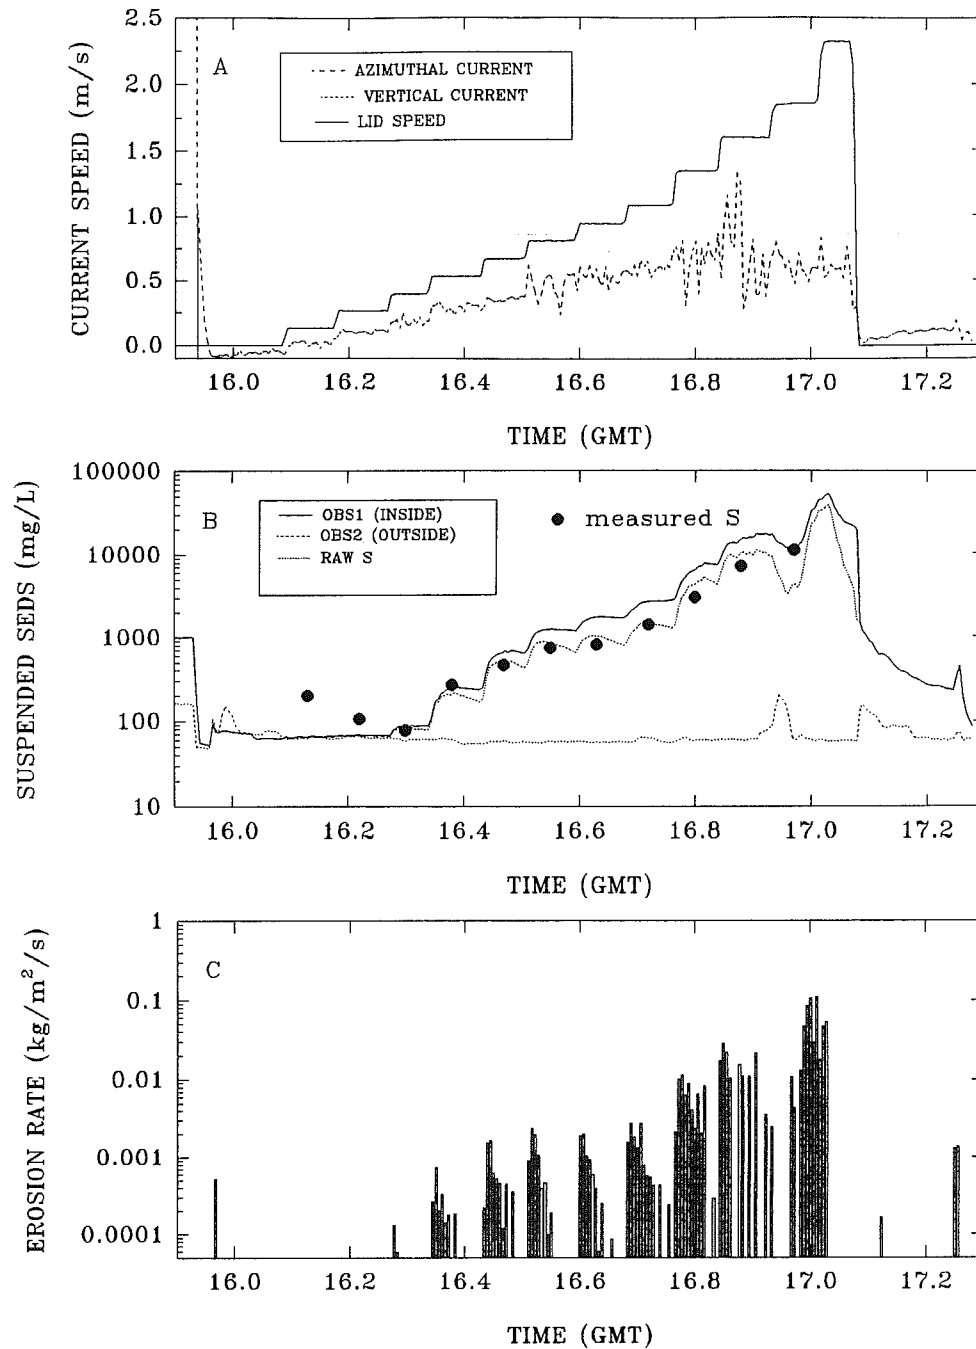 2.5
2.0
1.5
1.0
0.5
0.0
CURRENT SPEED (m/s)
A
AZIMUTHAL CURRENT
VERTICAL CURRENT
LID SPEED
16.0 16.2 16.4 16.6 16.8 17.0 17.2
TIME (GMT)
100000
10000
1000
100
10
SUSPENDED SEDS (mg/L)
B
OBS1 (INSIDE)
OBS2 (OUTSIDE)
RAW S
measured S
16.0 16.2 16.4 16.6 16.8 17.0 17.2
TIME (GMT)
1
0.1
0.01
0.001
0.0001
EROSION RATE (kg/m²/s)
C
16.0 16.2 16.4 16.6 16.8 17.0 17.2
TIME (GMT)